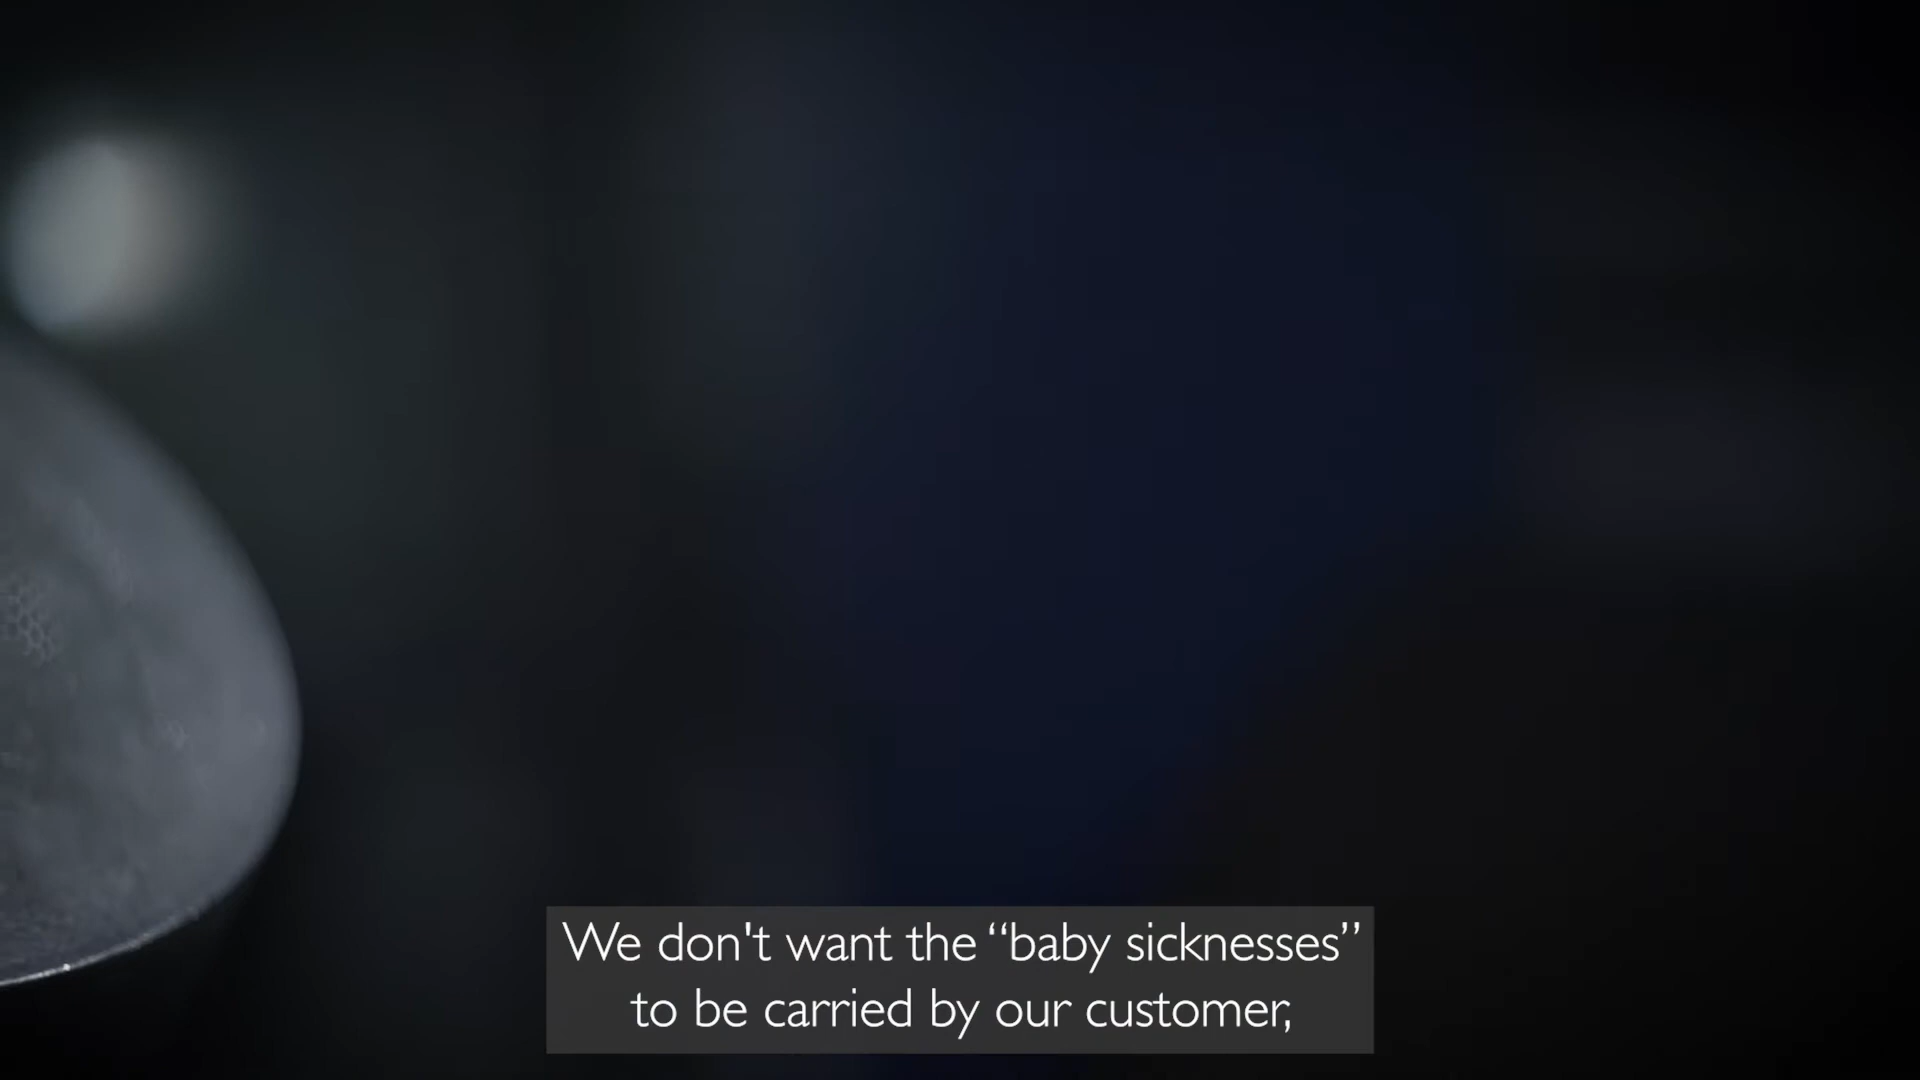 We don't want the “baby sicknesses”
to be carried by our customer,